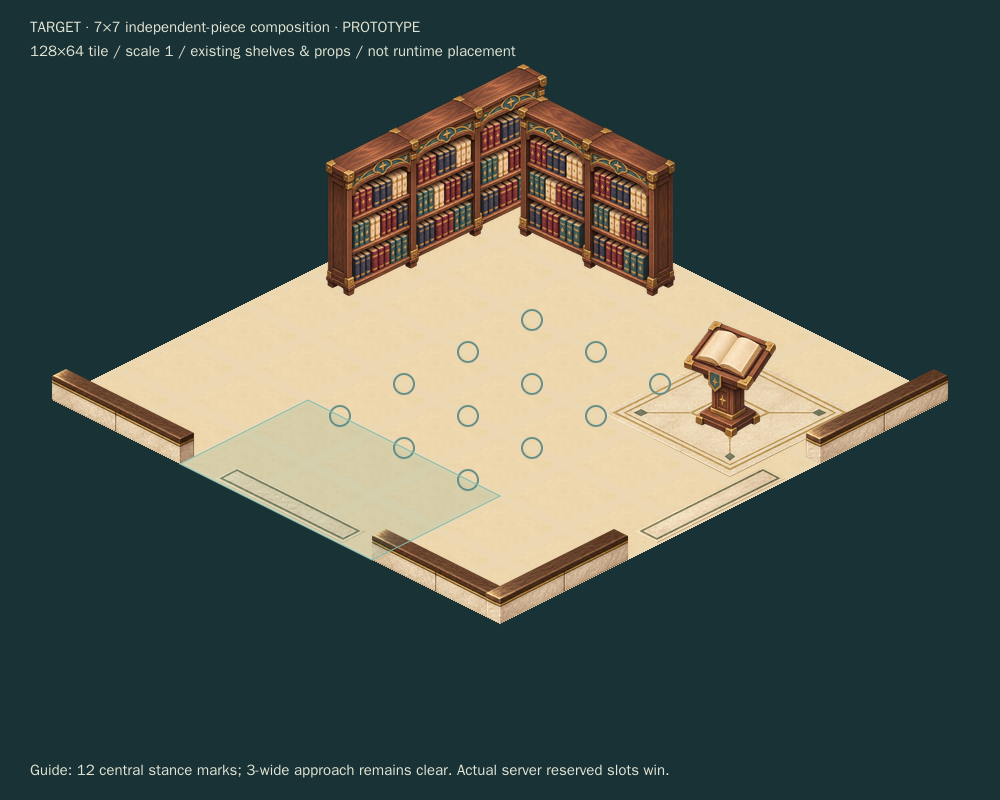 TARGET · 7×7 independent-piece composition · PROTOTYPE
128×64 tile / scale 1 / existing shelves & props / not runtime placement
Guide: 12 central stance marks; 3-wide approach remains clear. Actual server reserved slots win.